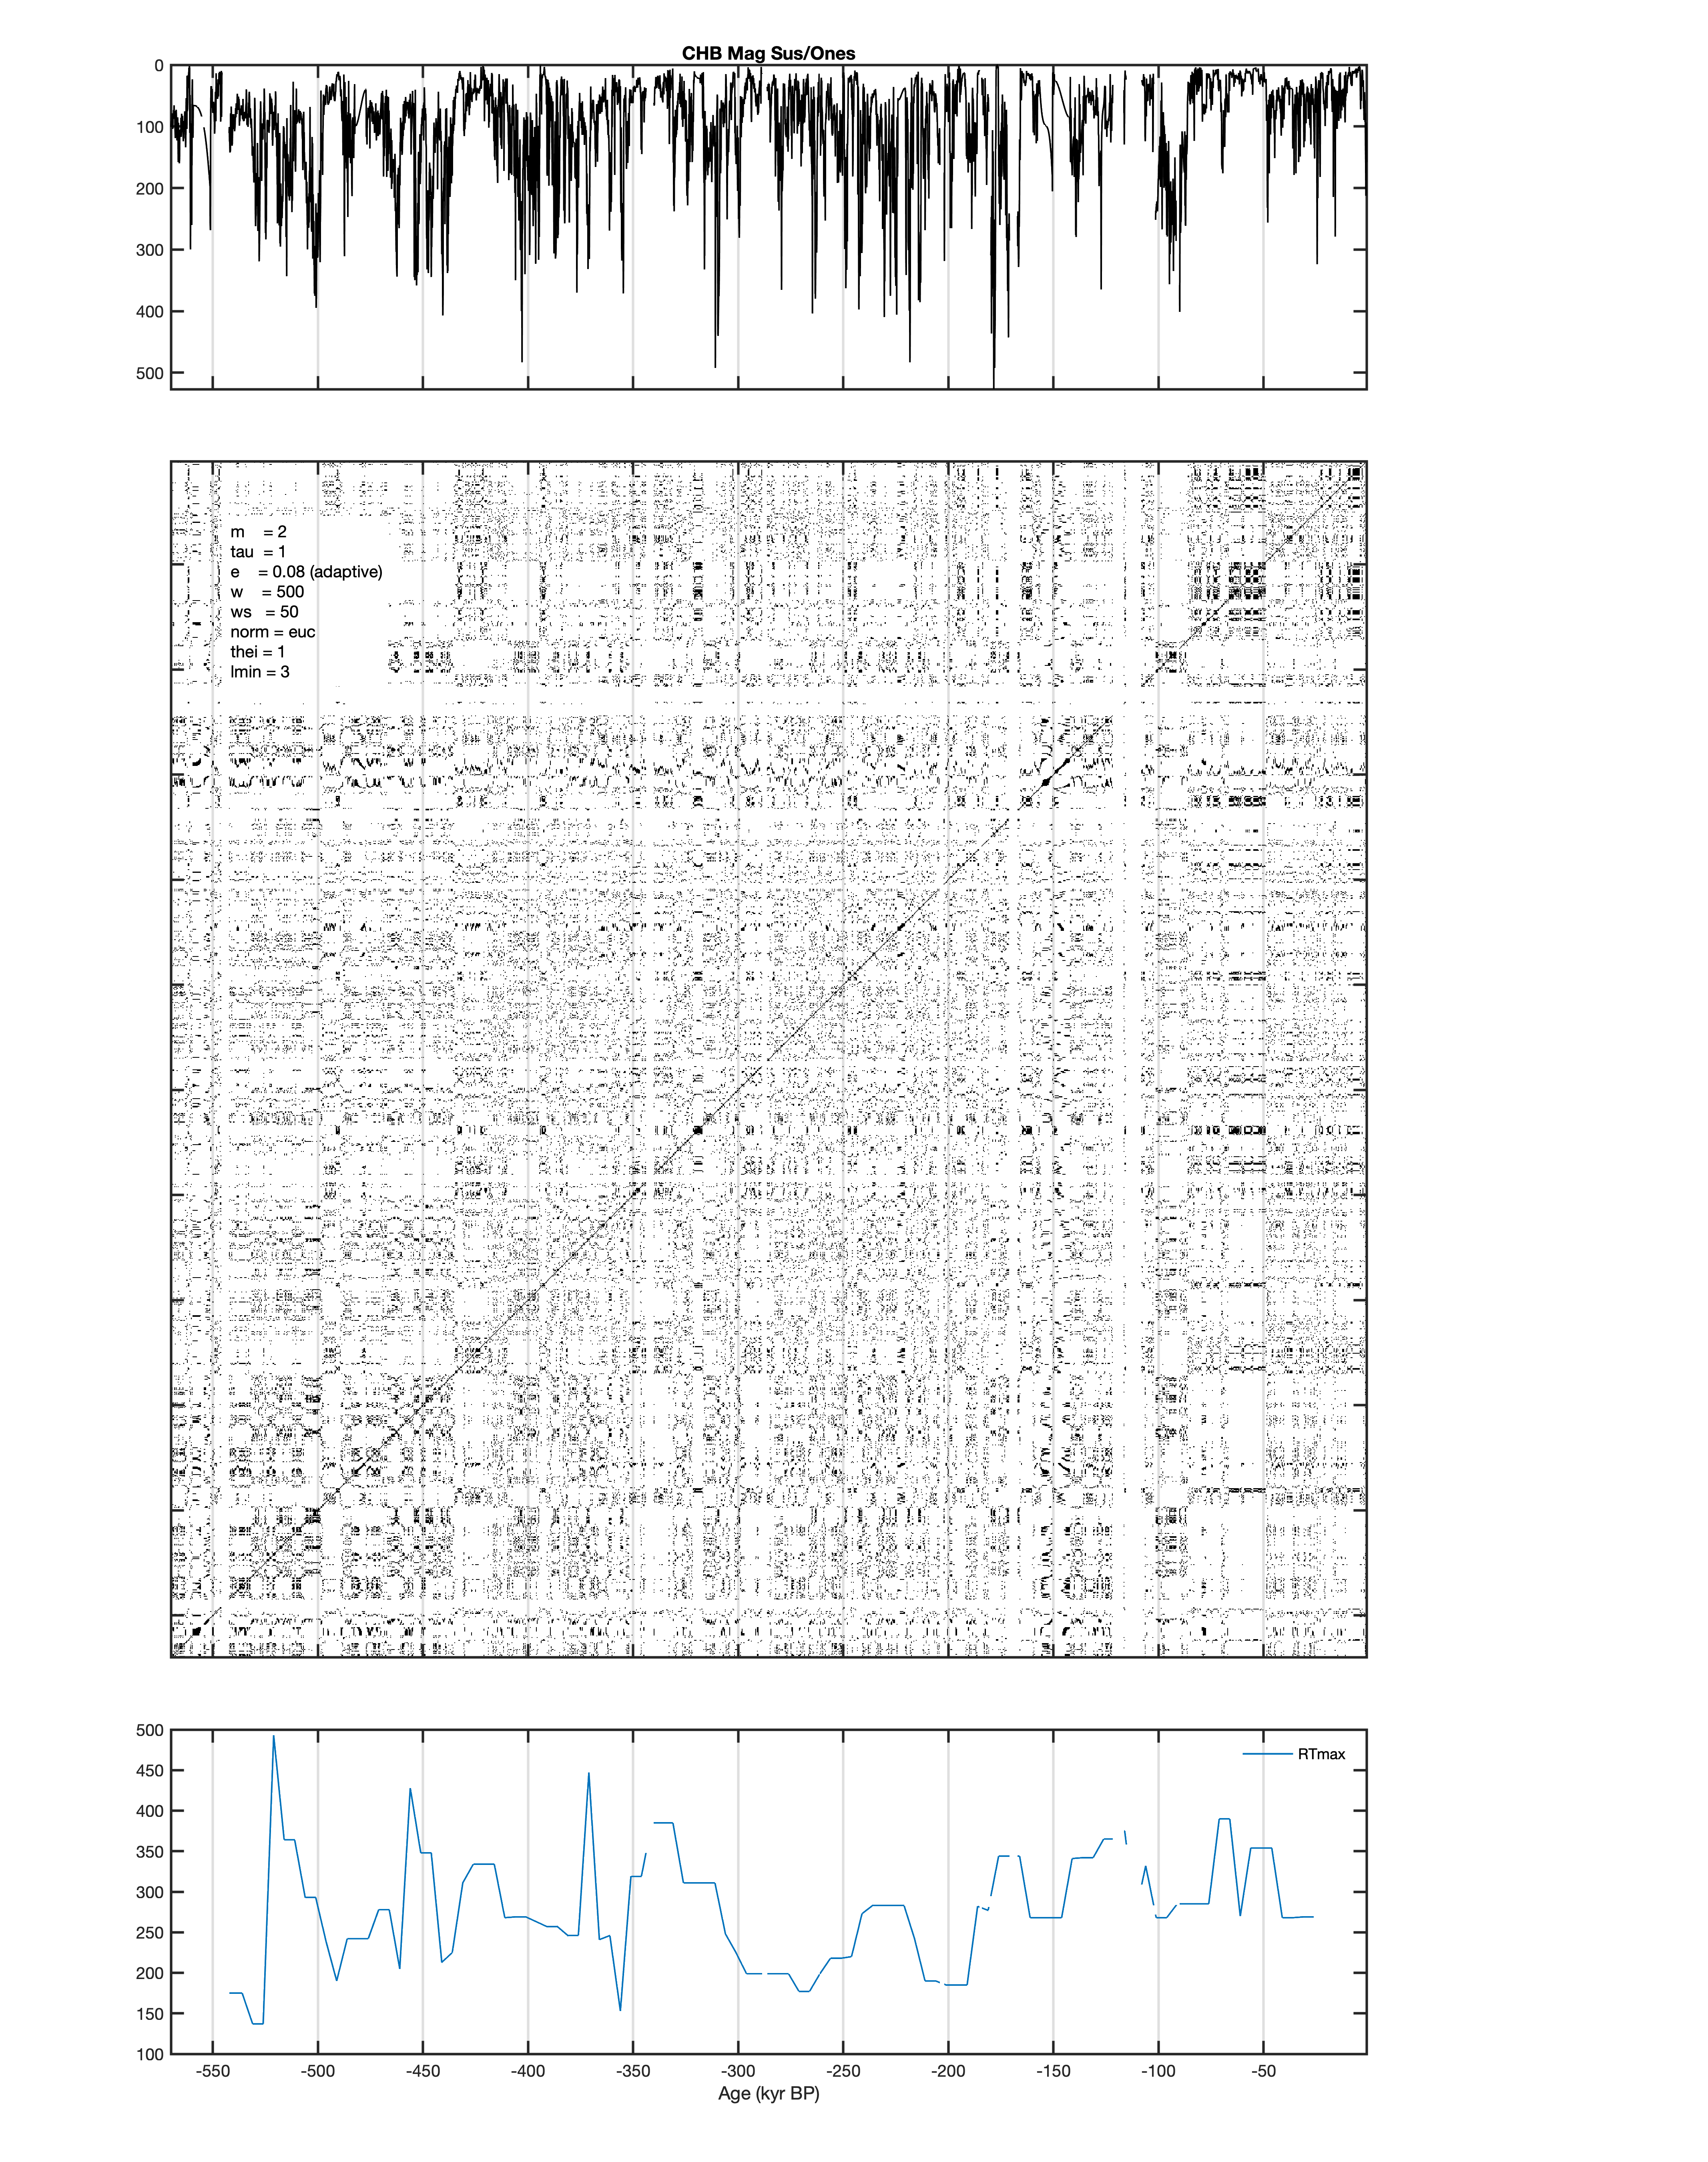 CHB Mag Sus/Ones
0
100
200
300
400
500
m = 2
tau = 1
e = 0.08 (adaptive)
w = 500
ws = 50
norm = euc
thei = 1
lmin = 3
500
450
400
350
300
250
200
150
100
RTmax
-550 -500 -450 -400 -350 -300 -250 -200 -150 -100 -50
Age (kyr BP)